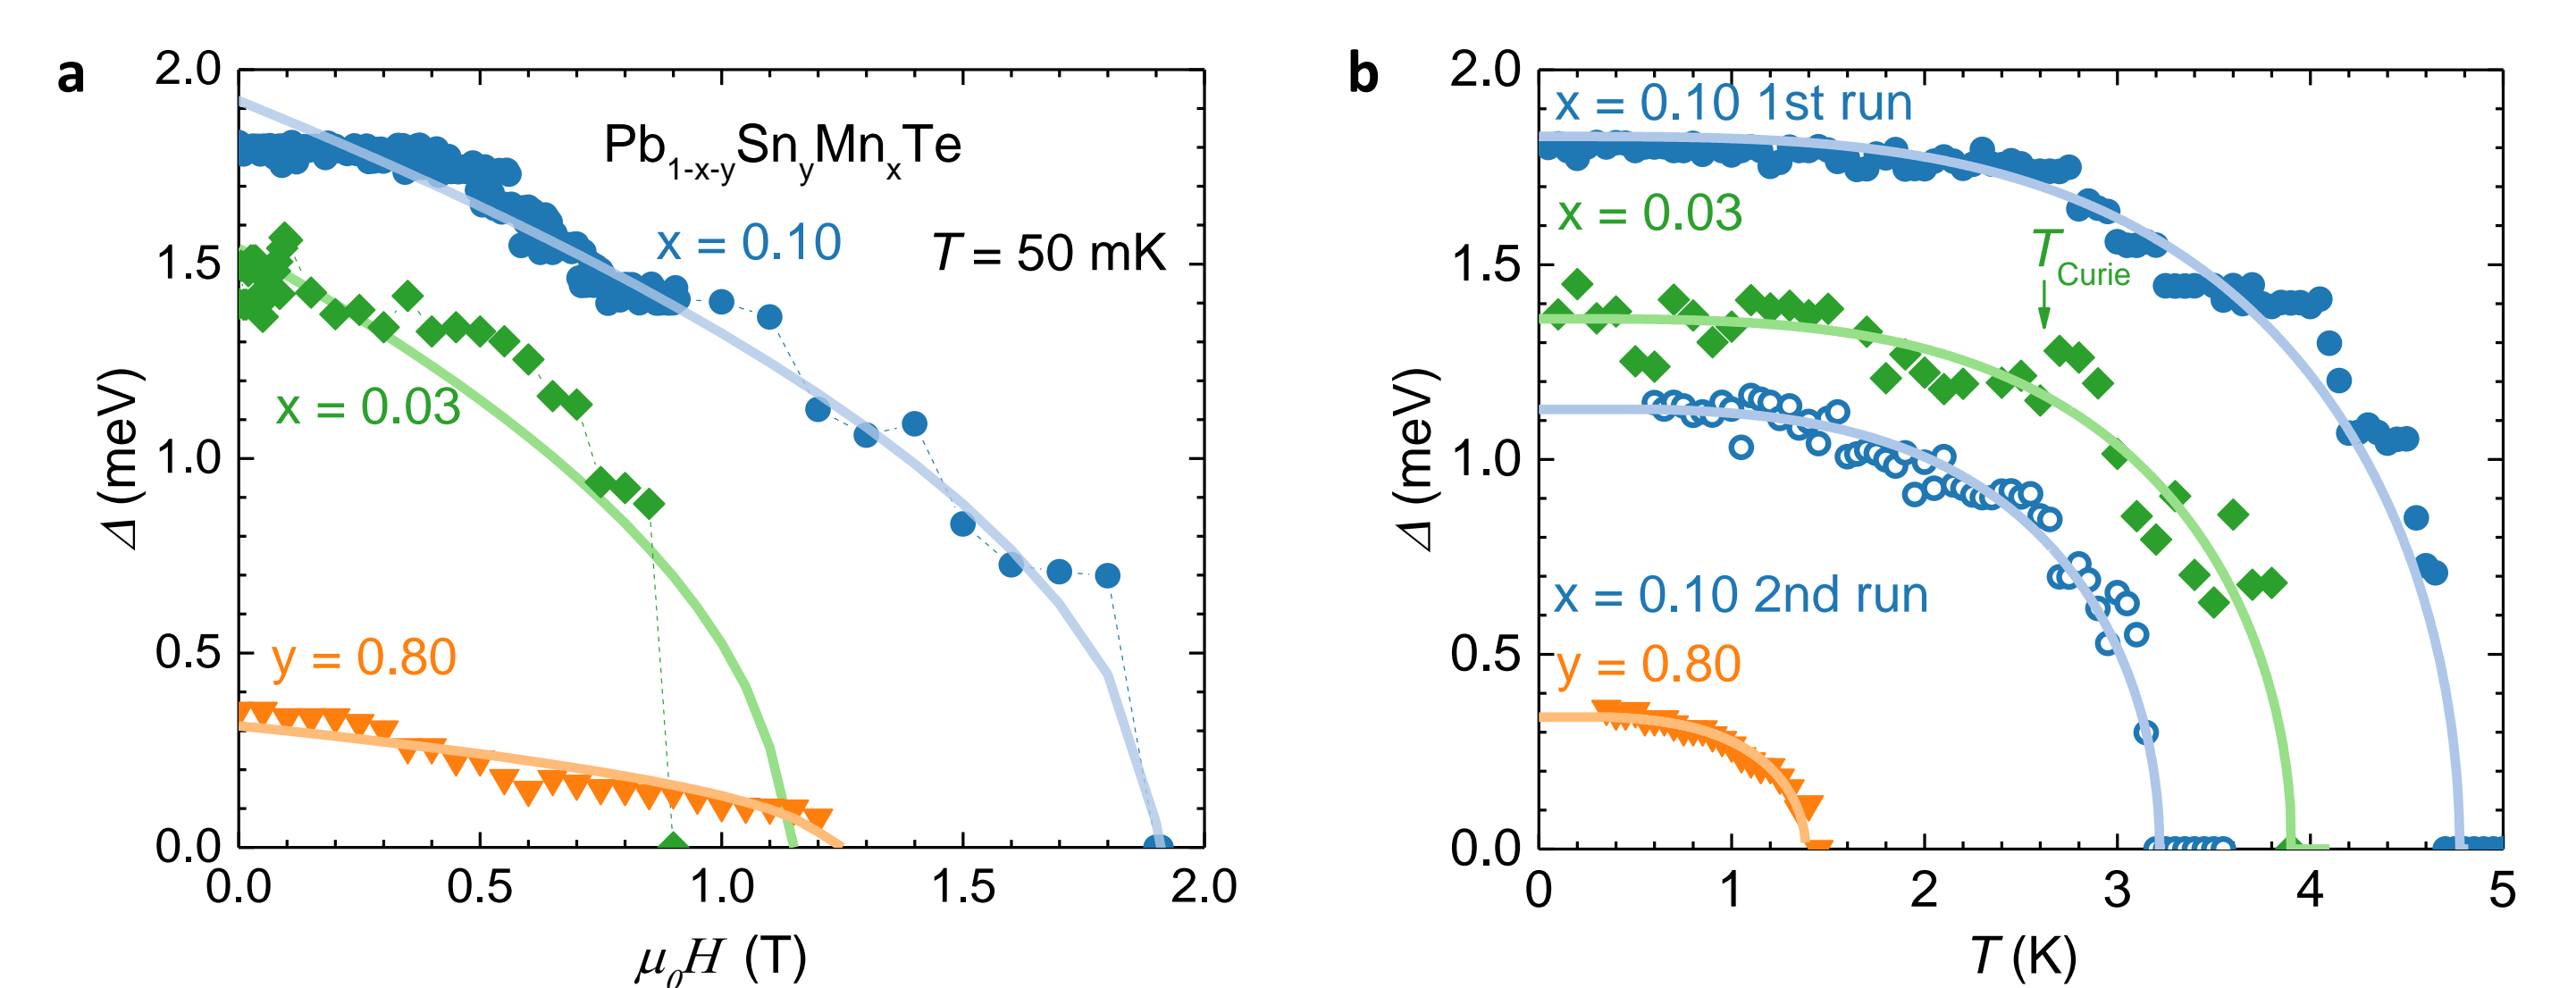 a
2.0
1.5
1.0
0.5
0.0
Δ (meV)
Pb1-x-ySnyMnxTe
x = 0.10
T = 50 mK
x = 0.03
y = 0.80
0.0 0.5 1.0 1.5 2.0
μ0H (T)
b
2.0
1.5
1.0
0.5
0.0
Δ (meV)
x = 0.10 1st run
x = 0.03
TCurie
x = 0.10 2nd run
y = 0.80
0 1 2 3 4 5
T (K)